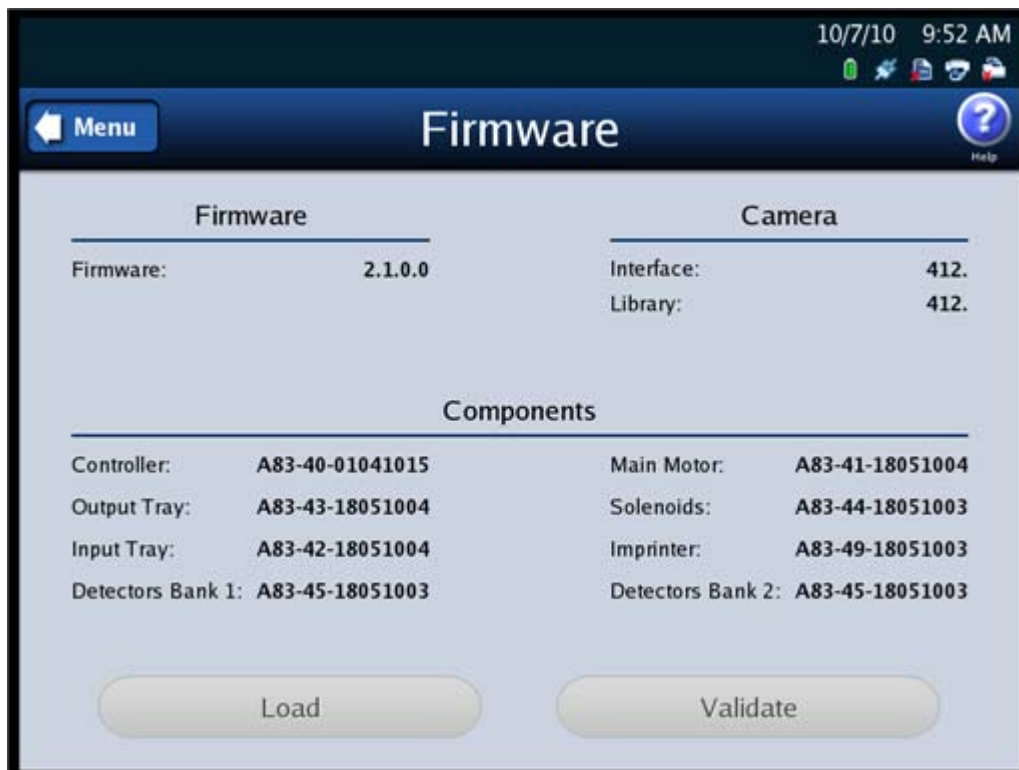 10/7/10 9:52 AM
Menu
Firmware
Help
Firmware
Firmware: 2.1.0.0
Camera
Interface: 412.
Library: 412.
Components
Controller: A83-40-01041015
Main Motor: A83-41-18051004
Output Tray: A83-43-18051004
Solenoids: A83-44-18051003
Input Tray: A83-42-18051004
Imprinter: A83-49-18051003
Detectors Bank 1: A83-45-18051003
Detectors Bank 2: A83-45-18051003
Load
Validate